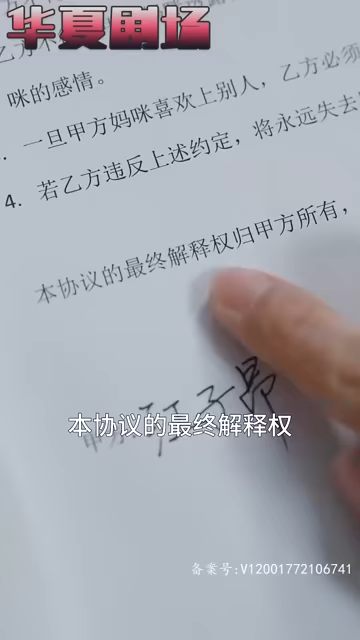 华夏剧场
咪的感情。
一旦甲方妈咪喜欢上别人，乙方必须
4. 若乙方违反上述约定，将永远失去
本协议的最终解释权归甲方所有，
江子昂
本协议的最终解释权
备案号:V12001772106741